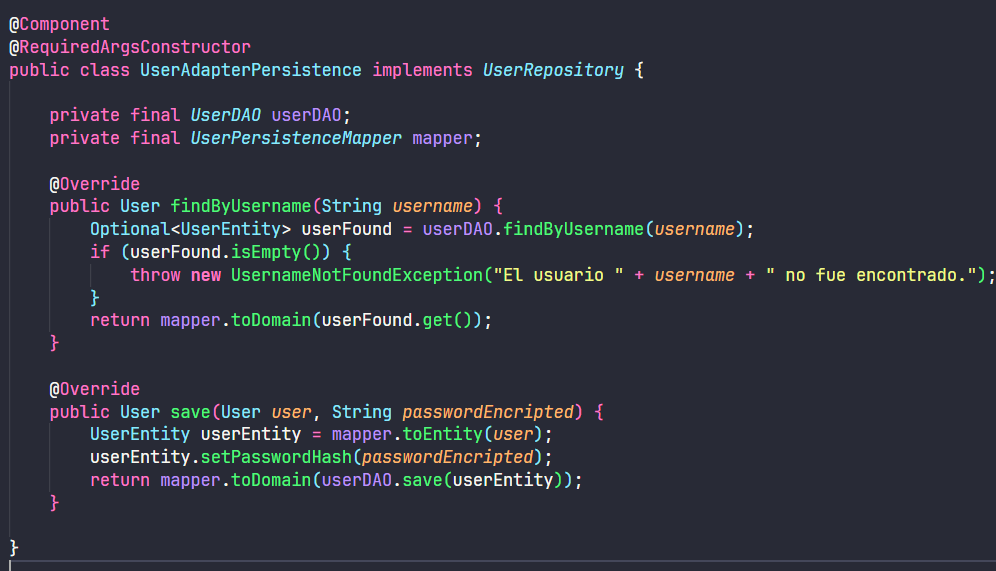 @Component
@RequiredArgsConstructor
public class UserAdapterPersistence implements UserRepository {
private final UserDAO userDAO;
private final UserPersistenceMapper mapper;
@Override
public User findByUsername(String username) {
Optional<UserEntity> userFound = userDAO.findByUsername(username);
if (userFound.isEmpty()) {
throw new UsernameNotFoundException("El usuario " + username + " no fue encontrado.");
}
return mapper.toDomain(userFound.get());
}
@Override
public User save(User user, String passwordEncripted) {
UserEntity userEntity = mapper.toEntity(user);
userEntity.setPasswordHash(passwordEncripted);
return mapper.toDomain(userDAO.save(userEntity));
}
}